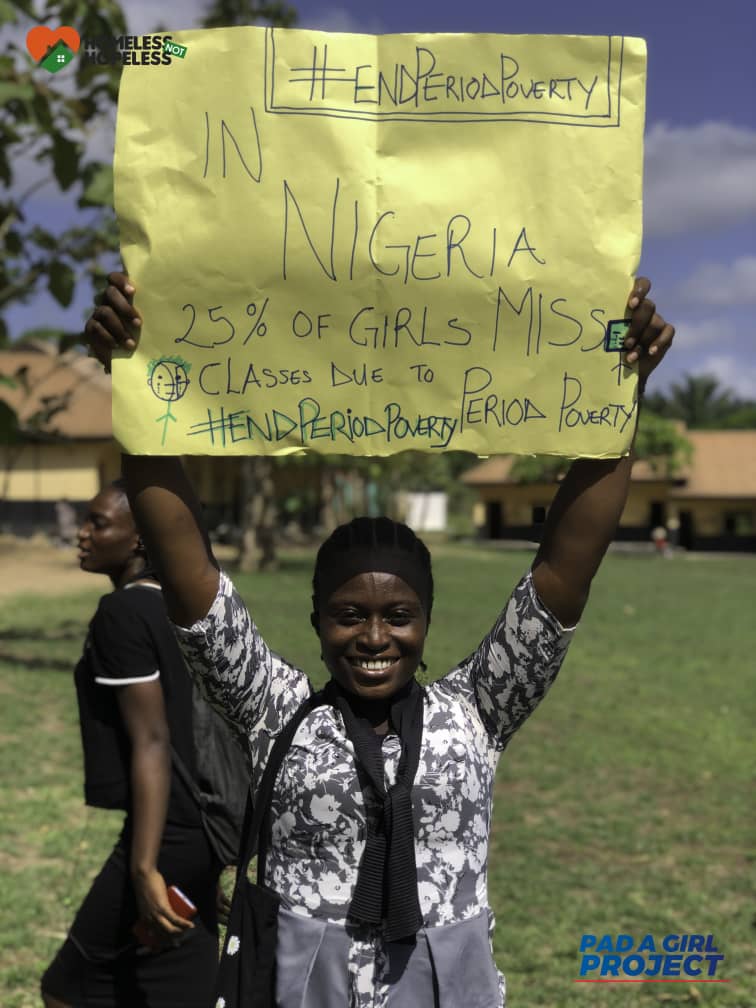 HOMELESS
NOT
HOPELESS
#ENDPERIODPOVERTY
IN
NIGERIA
25% OF GIRLS MISS
CLASSES DUE TO PERIOD POVERTY
#ENDPERIODPOVERTY
PAD A GIRL
PROJECT